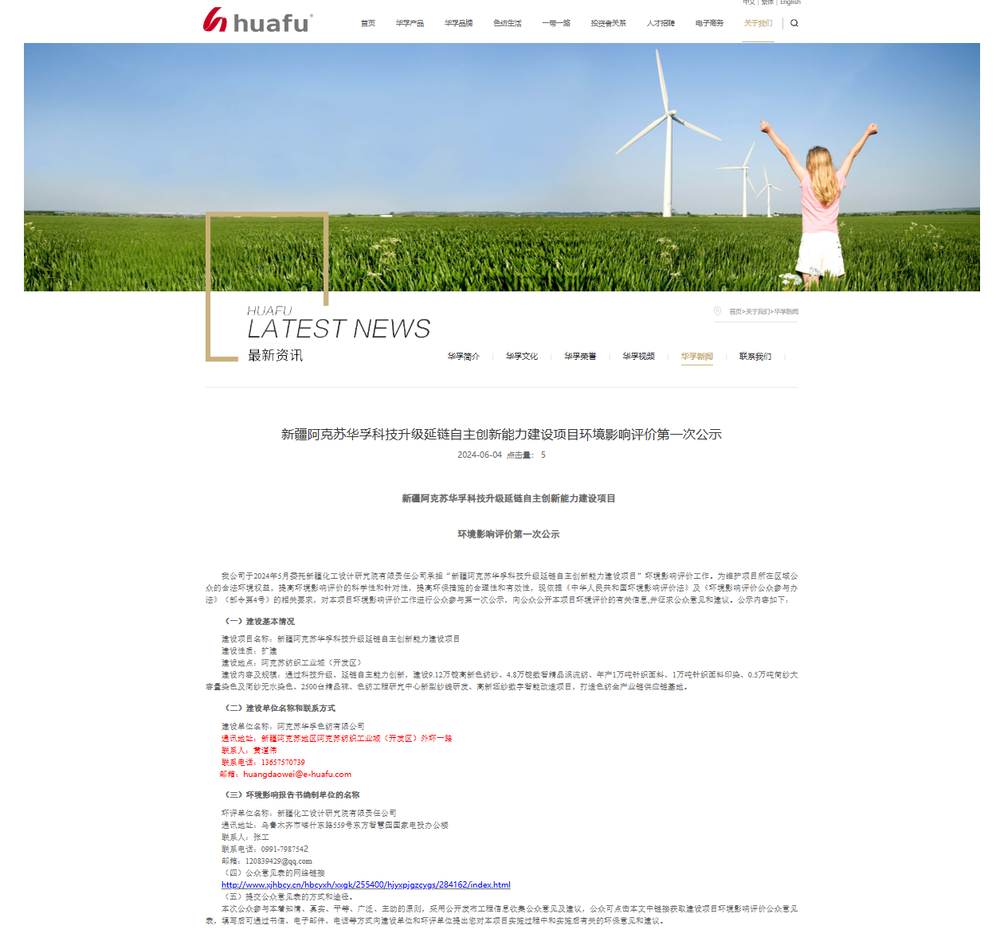 中文 | 繁体 | English
huafu
首页 华孚产品 华孚品牌 色纺生活 一带一路 投资者关系 人才招聘 电子商务 关于我们
HUAFU
LATEST NEWS
最新资讯
首页>关于我们>华孚新闻
华孚简介 | 华孚文化 | 华孚荣誉 | 华孚视频 | 华孚新闻 | 联系我们 |
新疆阿克苏华孚科技升级延链自主创新能力建设项目环境影响评价第一次公示
2024-06-04 点击量： 5
新疆阿克苏华孚科技升级延链自主创新能力建设项目
环境影响评价第一次公示
我公司于2024年5月委托新疆化工设计研究院有限责任公司承担“新疆阿克苏华孚科技升级延链自主创新能力建设项目”环境影响评价工作。为维护项目所在区域公
众的合法环境权益，提高环境影响评价的科学性和针对性，提高环保措施的合理性和有效性，现依据《中华人民共和国环境影响评价法》及《环境影响评价公众参与办
法》（部令第4号）的相关要求，对本项目环境影响评价工作进行公众参与第一次公示，向公众公开本项目环境评价的有关信息,并征求公众意见和建议。公示内容如下：
（一）建设基本情况
建设项目名称：新疆阿克苏华孚科技升级延链自主创新能力建设项目
建设性质：扩建
建设地点：阿克苏纺织工业城（开发区）
建设内容及规模：通过科技升级、延链自主能力创新，建设9.12万锭高新色纺纱、4.8万锭数智精品涡流纺、年产1万吨针织面料、1万吨针织面料印染、0.5万吨筒纱大
容量染色及筒纱无水染色、2500台精品袜、色纺工程研究中心新型纱线研发、高新坯纱数字智能改造项目，打造色纺全产业链供应链基地。
（二）建设单位名称和联系方式
建设单位名称：阿克苏华孚色纺有限公司
通讯地址：新疆阿克苏地区阿克苏纺织工业城（开发区）外环一路
联系人：黄道伟
联系电话：13657570739
邮箱：huangdaowei@e-huafu.com
（三）环境影响报告书编制单位的名称
环评单位名称：新疆化工设计研究院有限责任公司
通讯地址：乌鲁木齐市喀什东路559号东方智慧园国家电投办公楼
联系人：张工
联系电话：0991-7987542
邮箱：120839429@qq.com
（四）公众意见表的网络链接
http://www.xjhbcy.cn/hbcyxh/xxgk/255400/hjyxpjgzcygs/284162/index.html
（五）提交公众意见表的方式和途径。
本次公众参与本着知情、真实、平等、广泛、主动的原则，采用公开发布工程信息收集公众意见及建议，公众可点击本文中链接获取建设项目环境影响评价公众意见
表，填写后可通过书信、电子邮件、电话等方式向建设单位和环评单位提出您对本项目实施过程中和实施后有关的环保意见和建议。